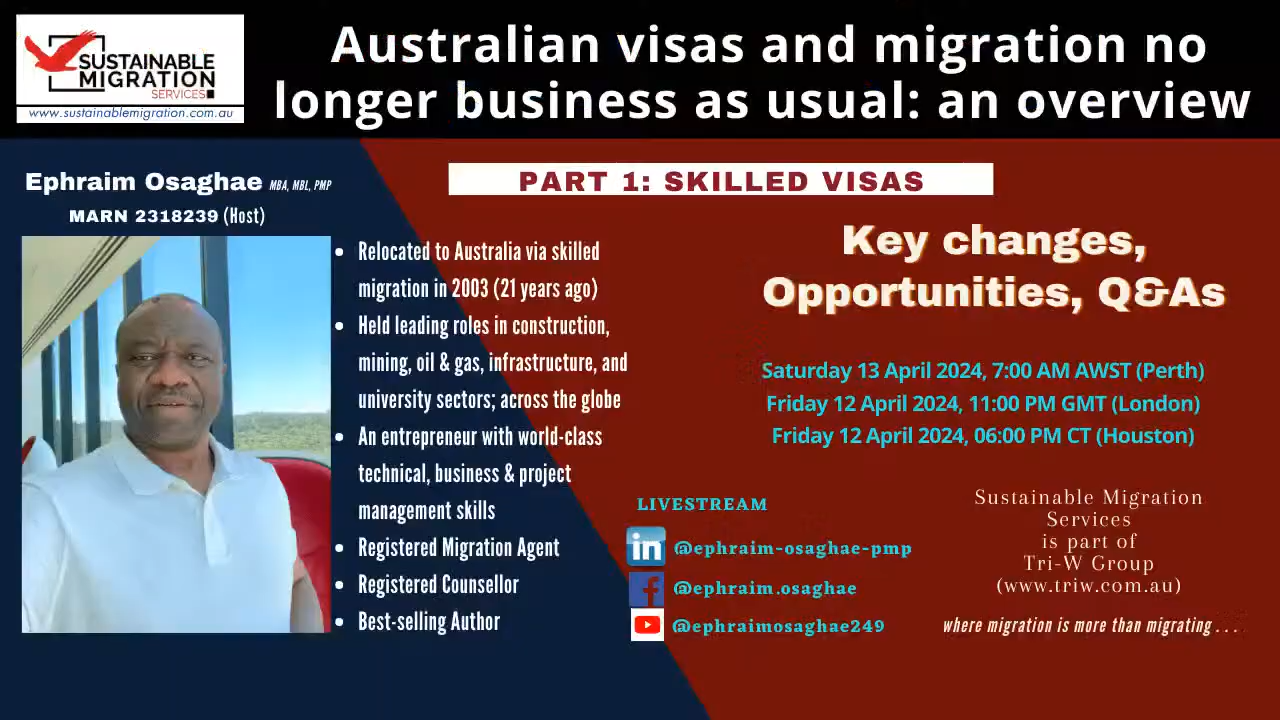 SUSTAINABLE
MIGRATION
SERVICES
www.sustainablemigration.com.au
Australian visas and migration no
longer business as usual: an overview
Ephraim Osaghae MBA, MBL, PMP
MARN 2318239 (Host)
PART 1: SKILLED VISAS
• Relocated to Australia via skilled
migration in 2003 (21 years ago)
• Held leading roles in construction,
mining, oil & gas, infrastructure, and
university sectors; across the globe
• An entrepreneur with world-class
technical, business & project
management skills
• Registered Migration Agent
• Registered Counsellor
• Best-selling Author
Key changes,
Opportunities, Q&As
Saturday 13 April 2024, 7:00 AM AWST (Perth)
Friday 12 April 2024, 11:00 PM GMT (London)
Friday 12 April 2024, 06:00 PM CT (Houston)
LIVESTREAM
in @ephraim-osaghae-pmp
f @ephraim.osaghae
@ephraimosaghae249
Sustainable Migration
Services
is part of
Tri-W Group
(www.triw.com.au)
where migration is more than migrating . . .